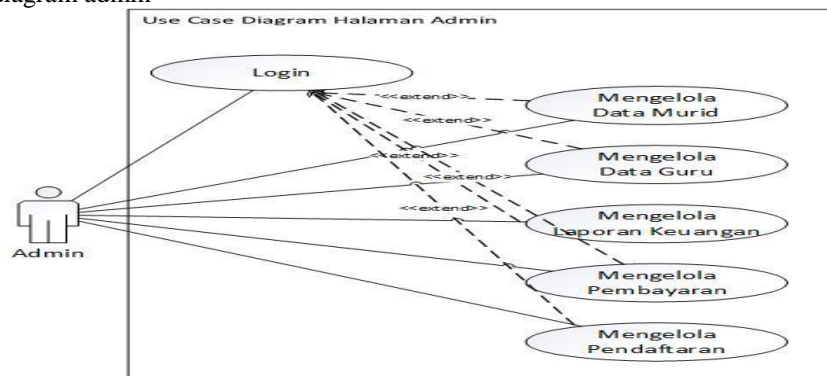 diagram admin
Use Case Diagram Halaman Admin
Login
<<extend>>
Mengelola
Data Murid
<<extend>>
Mengelola
Data Guru
<<extend>>
<<extend>>
Mengelola
Laporan Keuangan
<<extend>>
Admin
Mengelola
Pembayaran
Mengelola
Pendaftaran